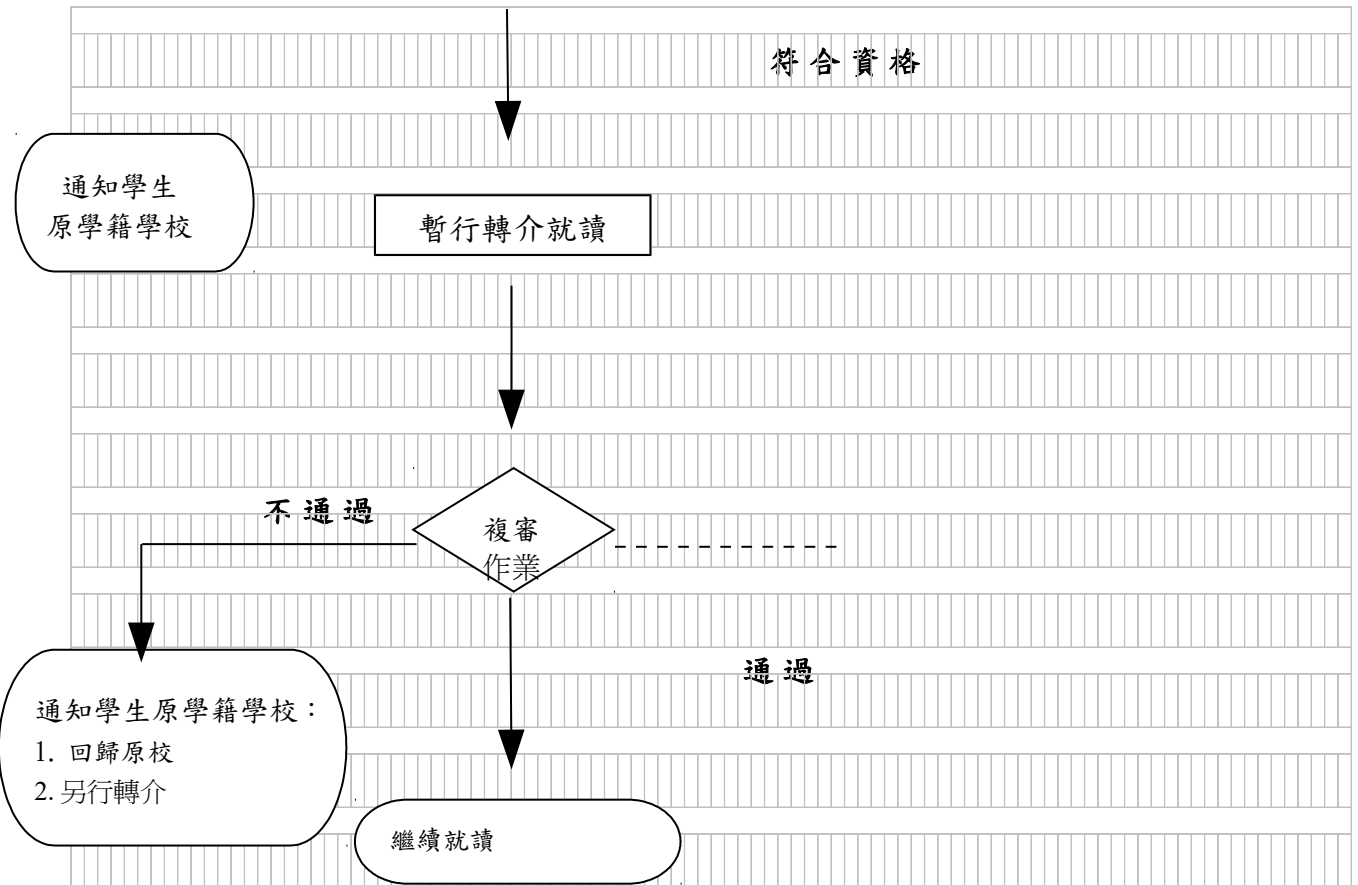 符合資格
通知學生
原學籍學校
暫行轉介就讀
不通過
複審
作業
通過
通知學生原學籍學校：
1. 回歸原校
2. 另行轉介
繼續就讀